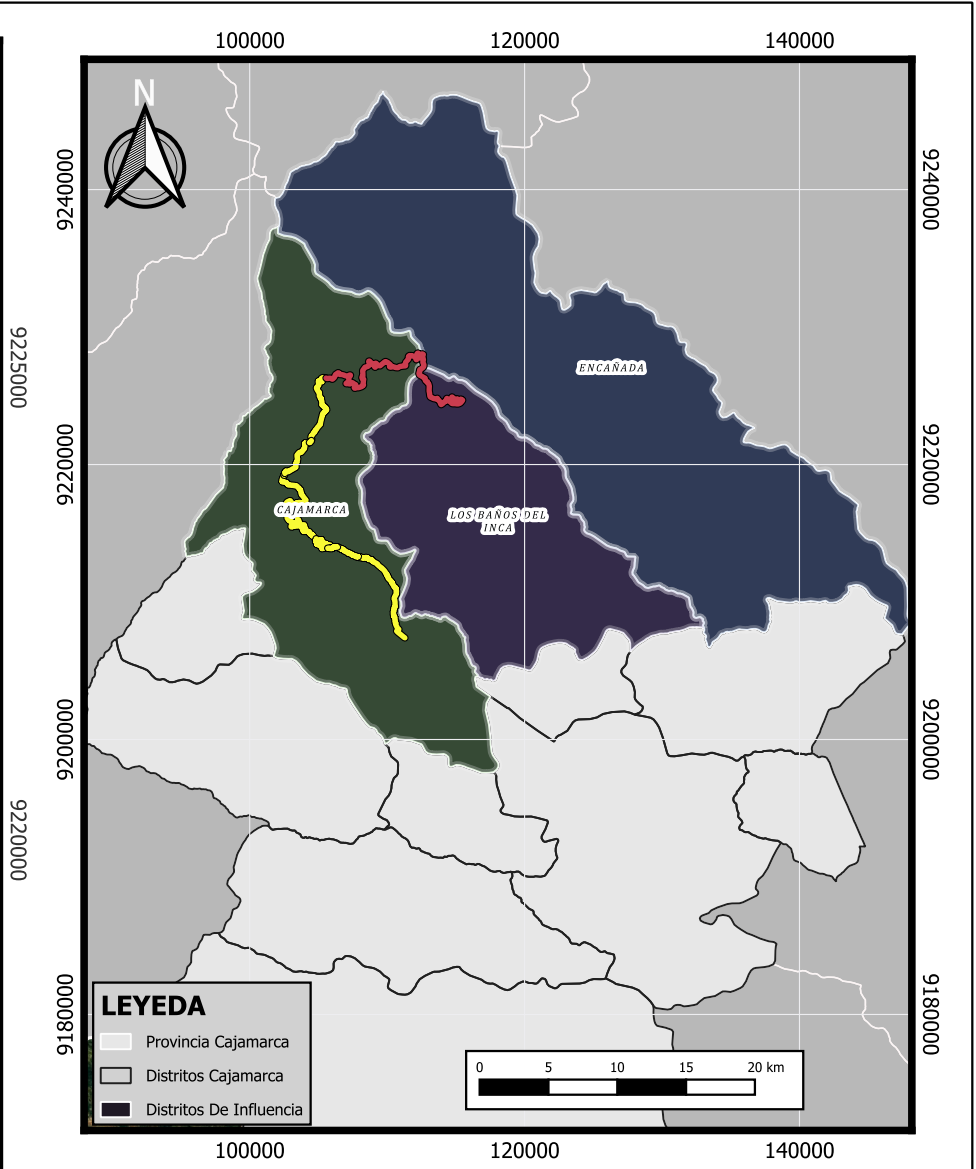 100000 120000 140000
N
9240000
9240000
9225000
ENCAÑADA
9220000
9220000
CAJAMARCA
LOS BAÑOS DEL
INCA
9200000
9200000
9220000
9180000
9180000
LEYEDA
Provincia Cajamarca
Distritos Cajamarca
Distritos De Influencia
0 5 10 15 20 km
100000 120000 140000